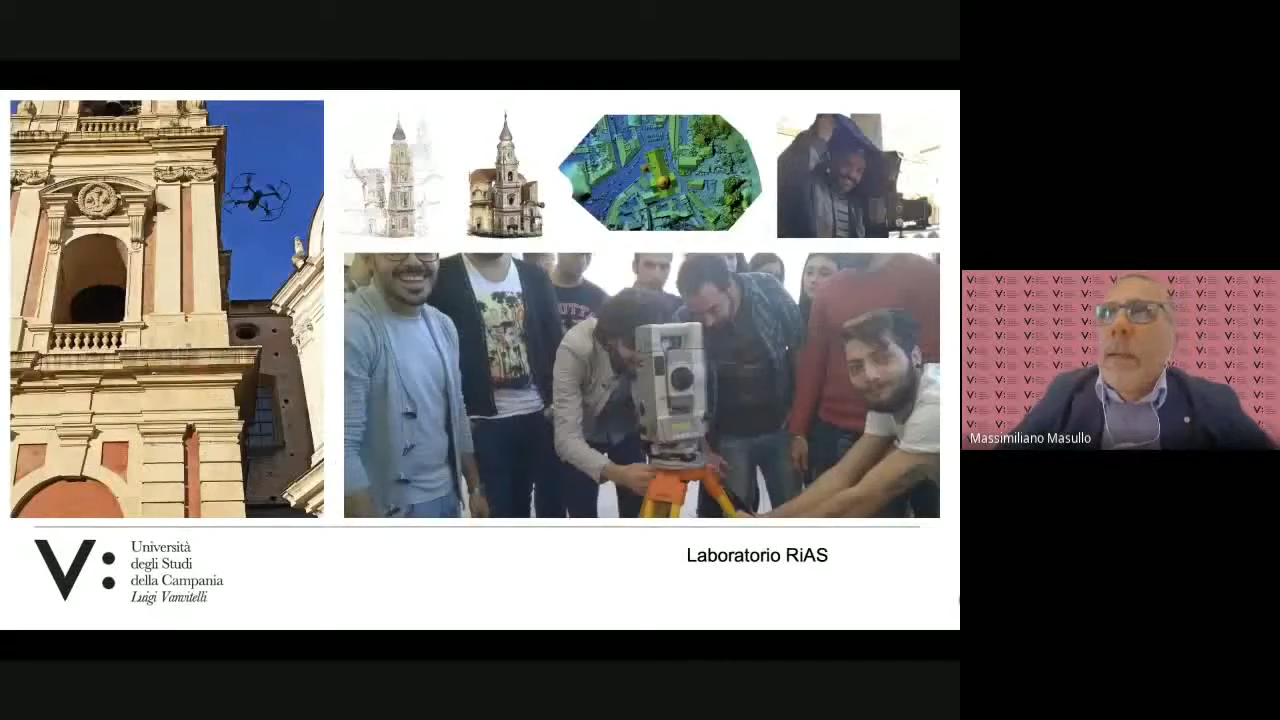 Università
degli Studi
della Campania
Luigi Vanvitelli
Laboratorio RiAS
Massimiliano Masullo